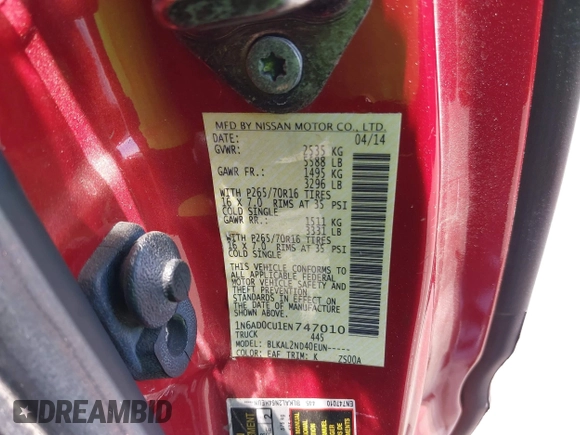 MFD BY NISSAN MOTOR CO., LTD.
DATE: 04/14
GVWR: 2535 KG
5588 LB
GAWR FR.: 1495 KG
3296 LB
WITH P265/70R16 TIRES
16 X 7.0 RIMS AT 35 PSI
COLD SINGLE
GAWR RR.: 1511 KG
3331 LB
WITH P265/70R16 TIRES
16 X 7.0 RIMS AT 35 PSI
COLD SINGLE
THIS VEHICLE CONFORMS TO
ALL APPLICABLE FEDERAL
MOTOR VEHICLE SAFETY AND
THEFT PREVENTION
STANDARDS IN EFFECT ON
THE DATE OF MANUFACTURE
SHOWN ABOVE.
1N6AD0CU1EN747010
TRUCK 445
MODEL: BLKAL2ND40EUN-----
COLOR: EAF TRIM: K ZS00A
EN747010
DREAMBID